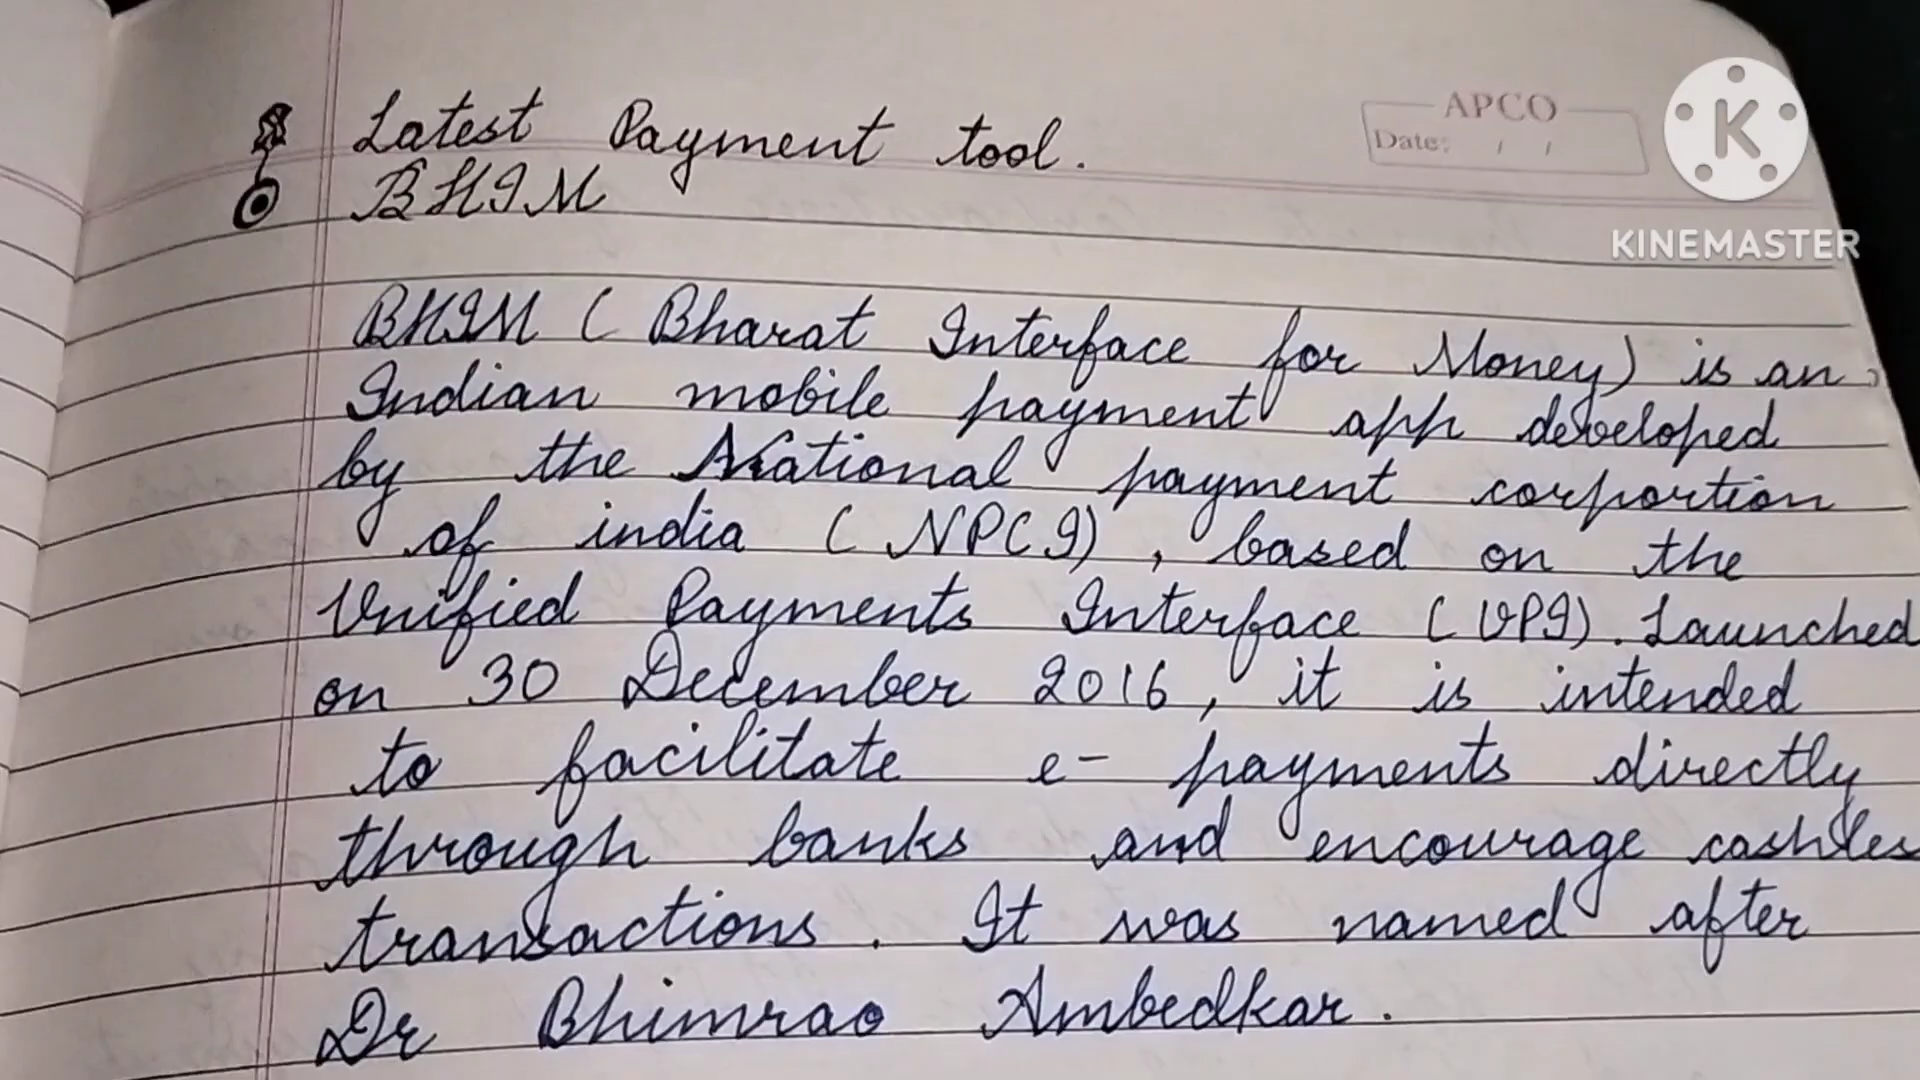 Latest Payment tool.
BHIM
APCO
Date: / /
K
KINEMASTER
BHIM ( Bharat Interface for Money) is an
Indian mobile payment app developed
by the National payment corportion
of india ( NPCI) , based on the
Unified Payments Interface ( UPI). Launched
on 30 December 2016, it is intended
to facilitate e- payments directly
through banks and encourage cashles
transactions. It was named after
Dr Bhimrao Ambedkar.